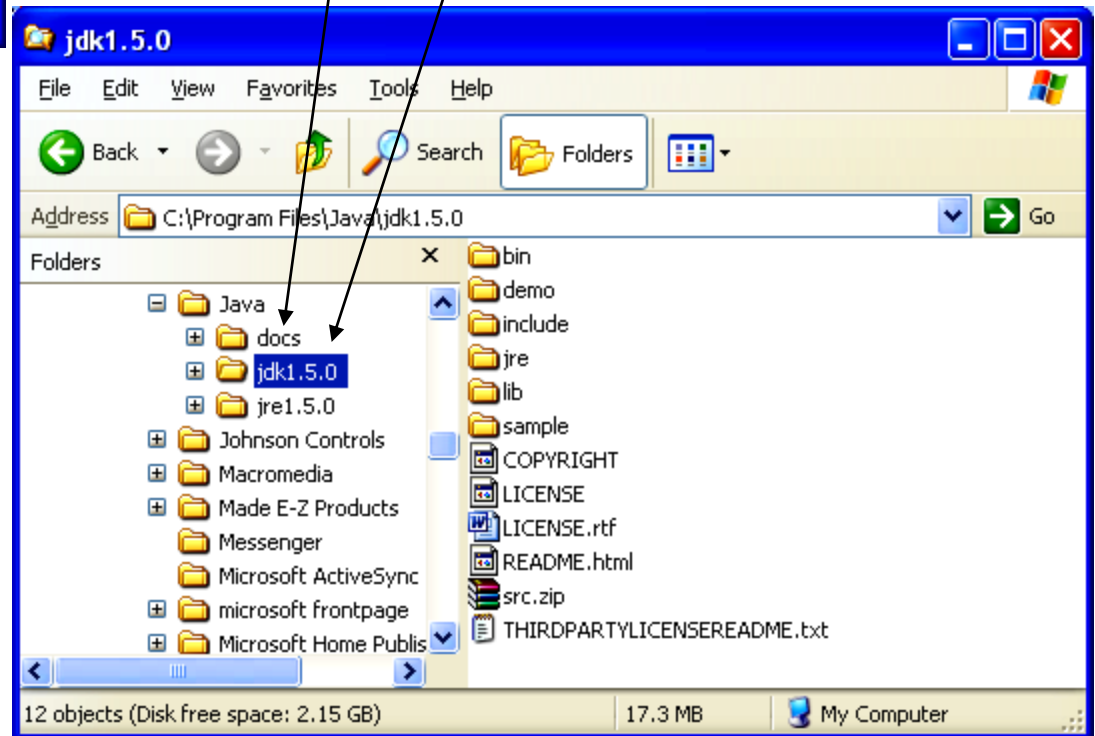 jdk1.5.0
File Edit View Favorites Tools Help
Back Search Folders
Address C:\Program Files\Java\jdk1.5.0 Go
Folders
Java
docs
jdk1.5.0
jre1.5.0
Johnson Controls
Macromedia
Made E-Z Products
Messenger
Microsoft ActiveSync
microsoft frontpage
Microsoft Home Publis
bin
demo
include
jre
lib
sample
COPYRIGHT
LICENSE
LICENSE.rtf
README.html
src.zip
THIRDPARTYLICENSEREADME.txt
12 objects (Disk free space: 2.15 GB) 17.3 MB My Computer